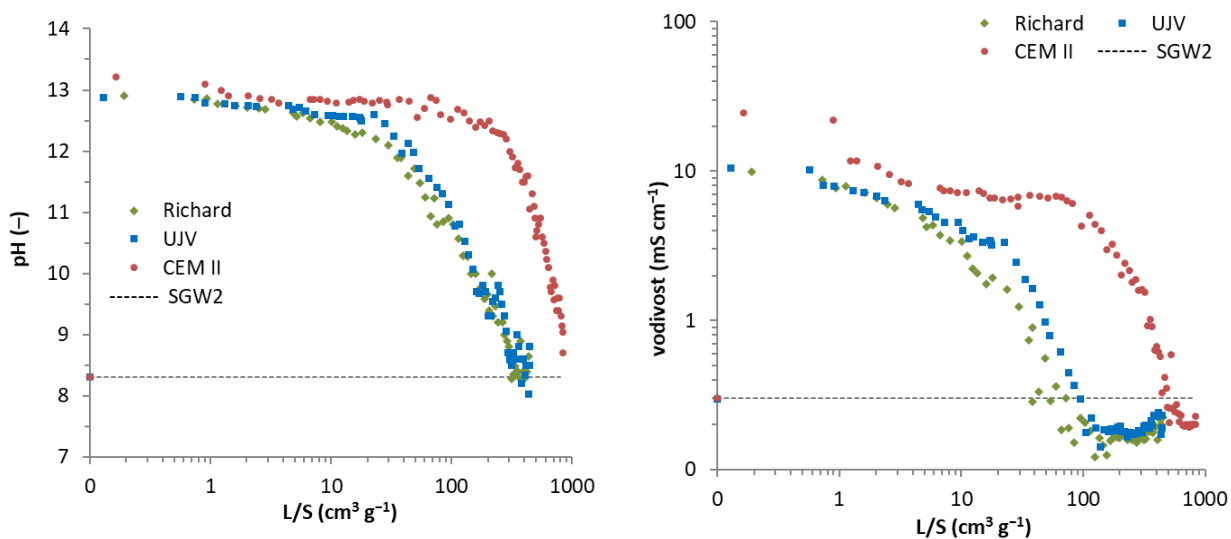 14
13
12
11
10
9
8
7
pH (–)
Richard
UJV
CEM II
SGW2
0 1 10 100 1000
L/S (cm³ g⁻¹)
Richard UJV
CEM II SGW2
100
10
1
0
vodivost (mS cm⁻¹)
0 1 10 100 1000
L/S (cm³ g⁻¹)